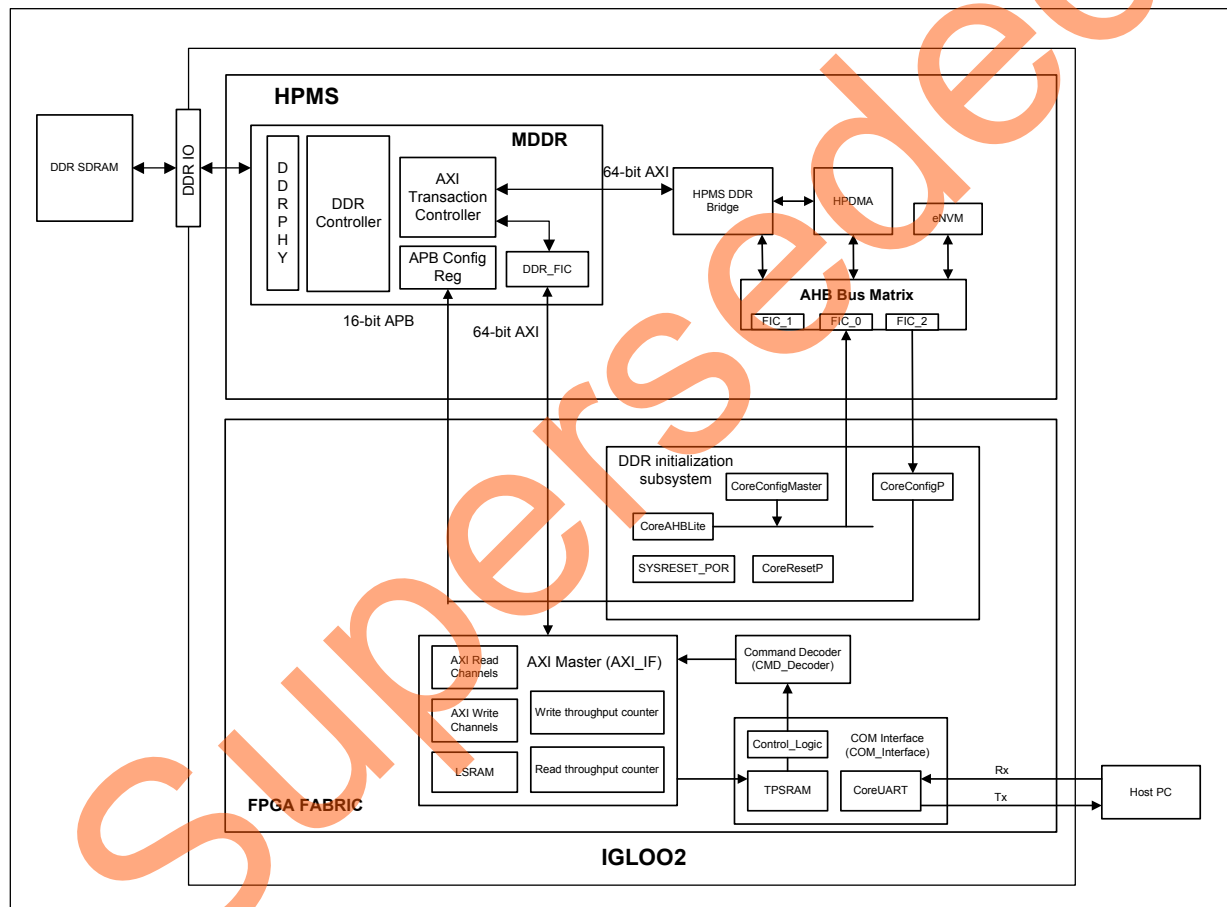 HPMS
MDDR
DDR SDRAM
DDR IO
D
D
R
P
H
Y
DDR
Controller
AXI
Transaction
Controller
APB Config
Reg
DDR_FIC
64-bit AXI
HPMS DDR
Bridge
HPDMA
eNVM
AHB Bus Matrix
FIC_1
FIC_0
FIC_2
16-bit APB
64-bit AXI
DDR initialization
subsystem
CoreConfigMaster
CoreConfigP
CoreAHBLite
SYSRESET_POR
CoreResetP
AXI Read
Channels
AXI Master (AXI_IF)
AXI Write
Channels
Write throughput counter
LSRAM
Read throughput counter
Command Decoder
(CMD_Decoder)
Control_Logic
COM Interface
(COM_Interface)
TPSRAM
CoreUART
Rx
Tx
Host PC
FPGA FABRIC
IGLOO2
Superseded